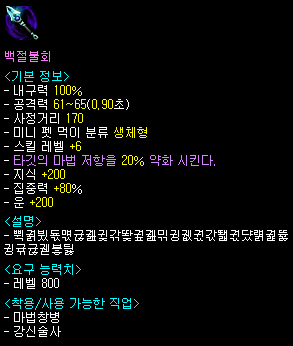 백절불회
<기본 정보>
- 내구력 100%
- 공격력 61~65(0,90초)
- 사정거리 170
- 미니 펫 먹이 분류 생체형
- 스킬 레벨 +6
- 타깃의 마법 저항을 20% 약화 시킨다.
- 지식 +200
- 집중력 +80%
- 운 +200
<설명>
<요구 능력치>
- 레벨 800
<착용/사용 가능한 직업>
- 마법창병
- 강신술사